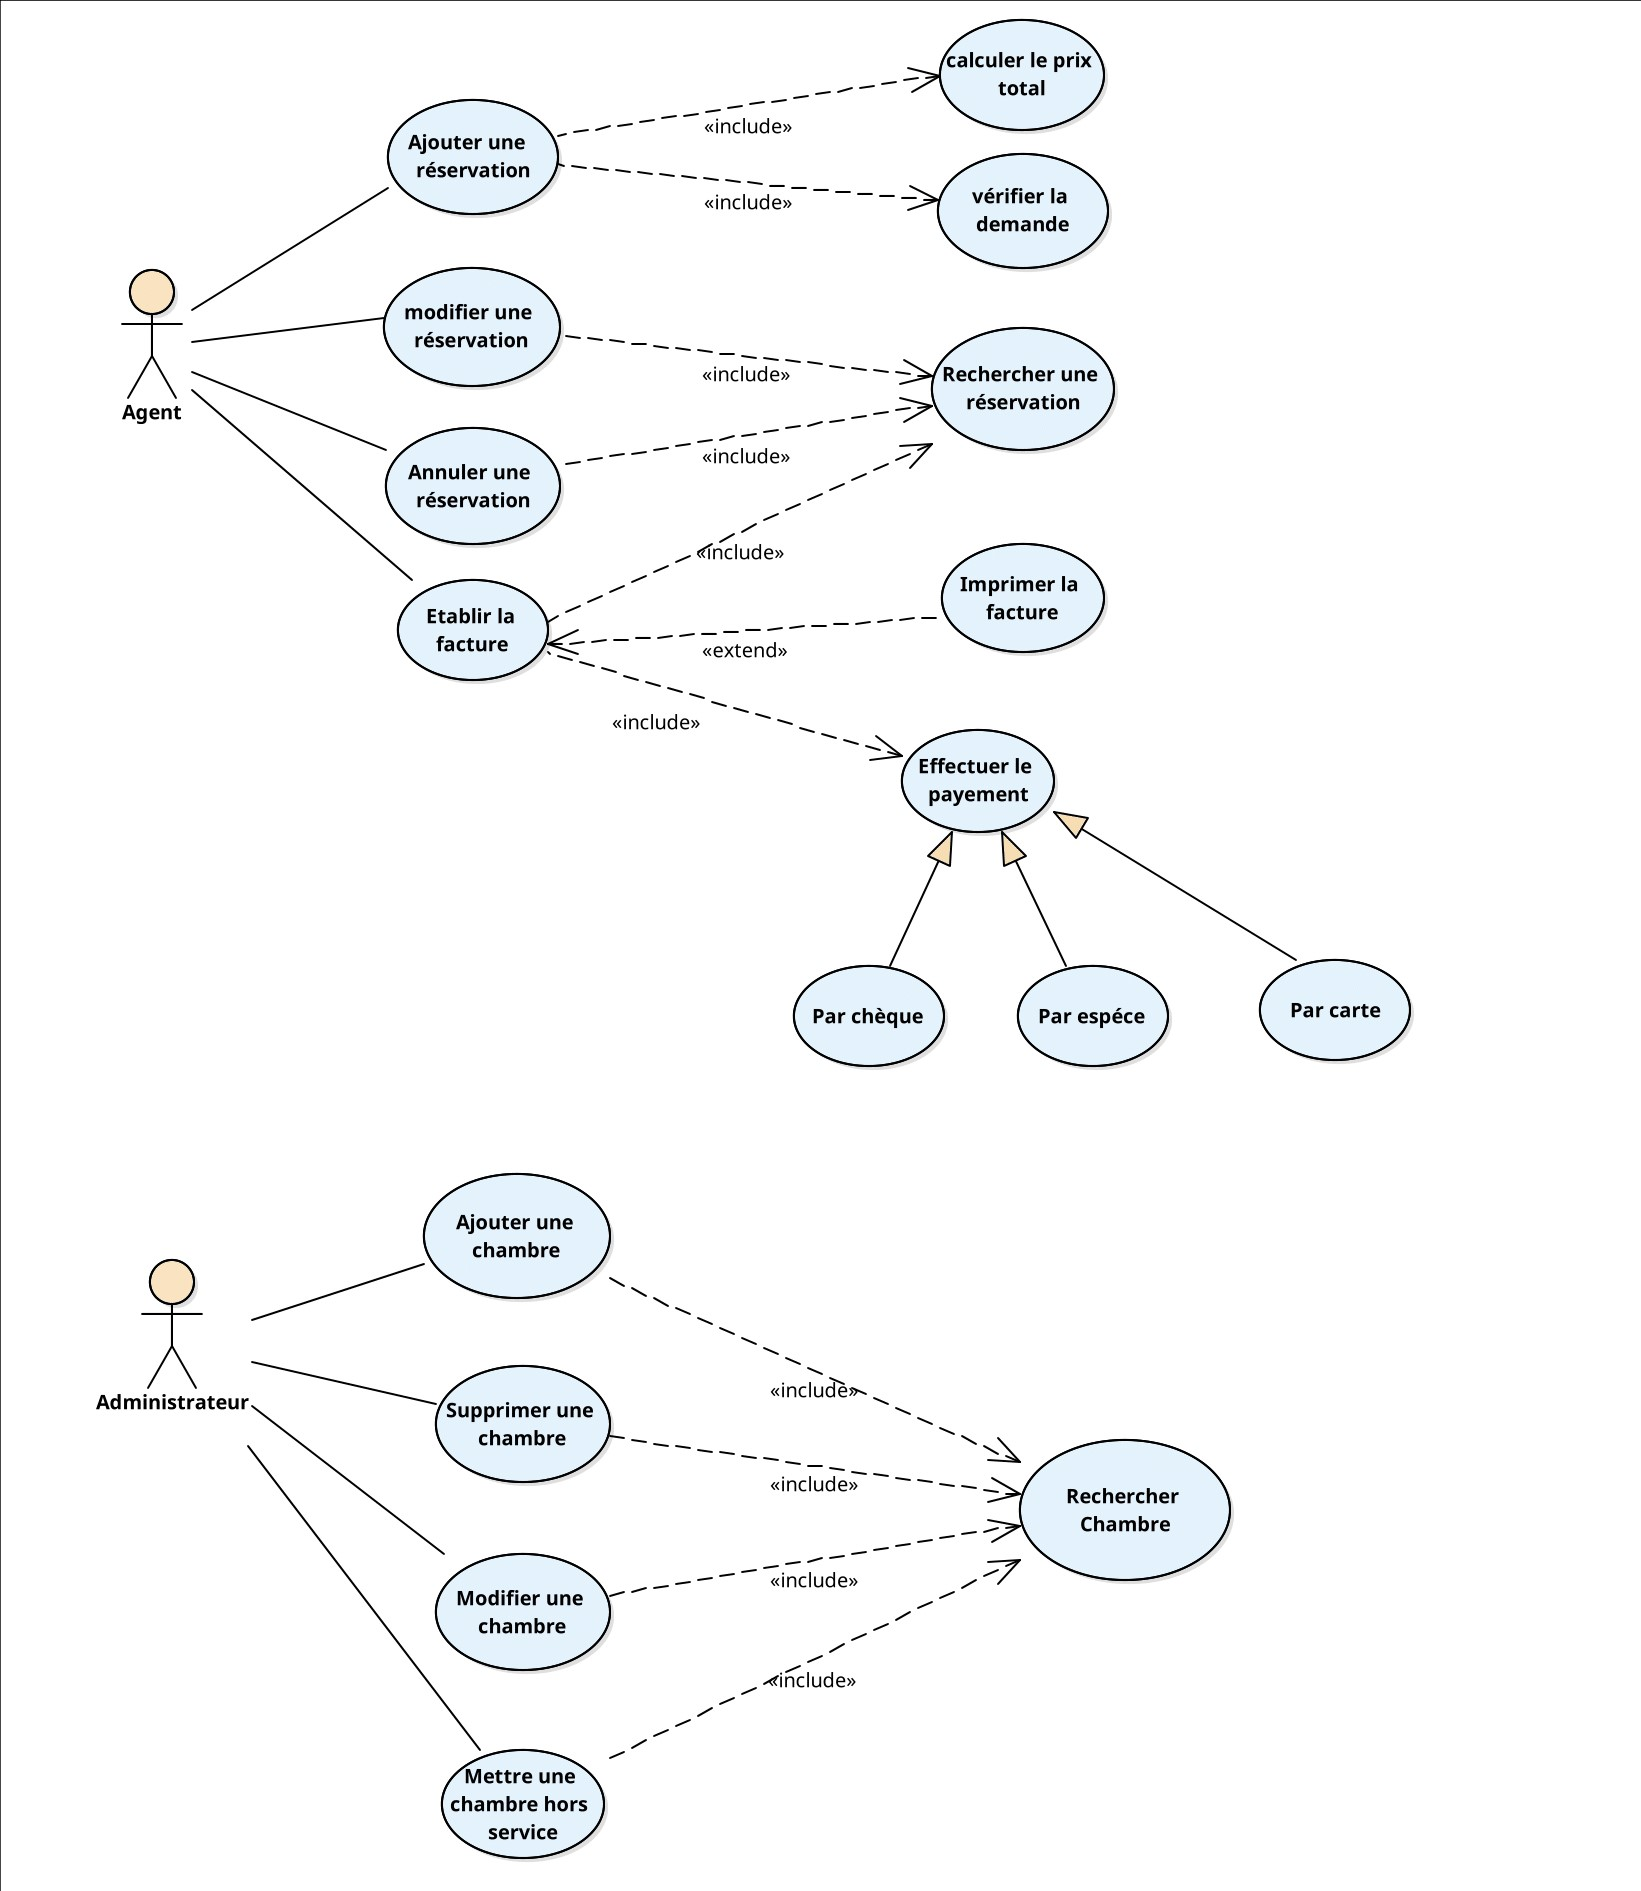 calculer le prix
total
Ajouter une
réservation
«include»
vérifier la
demande
«include»
modifier une
réservation
Rechercher une
réservation
«include»
Agent
Annuler une
réservation
«include»
«include»
Imprimer la
facture
Etablir la
facture
«extend»
«include»
Effectuer le
payement
Par chèque
Par espéce
Par carte
Ajouter une
chambre
Administrateur
«include»
Supprimer une
chambre
«include»
Rechercher
Chambre
«include»
Modifier une
chambre
«include»
Mettre une
chambre hors
service